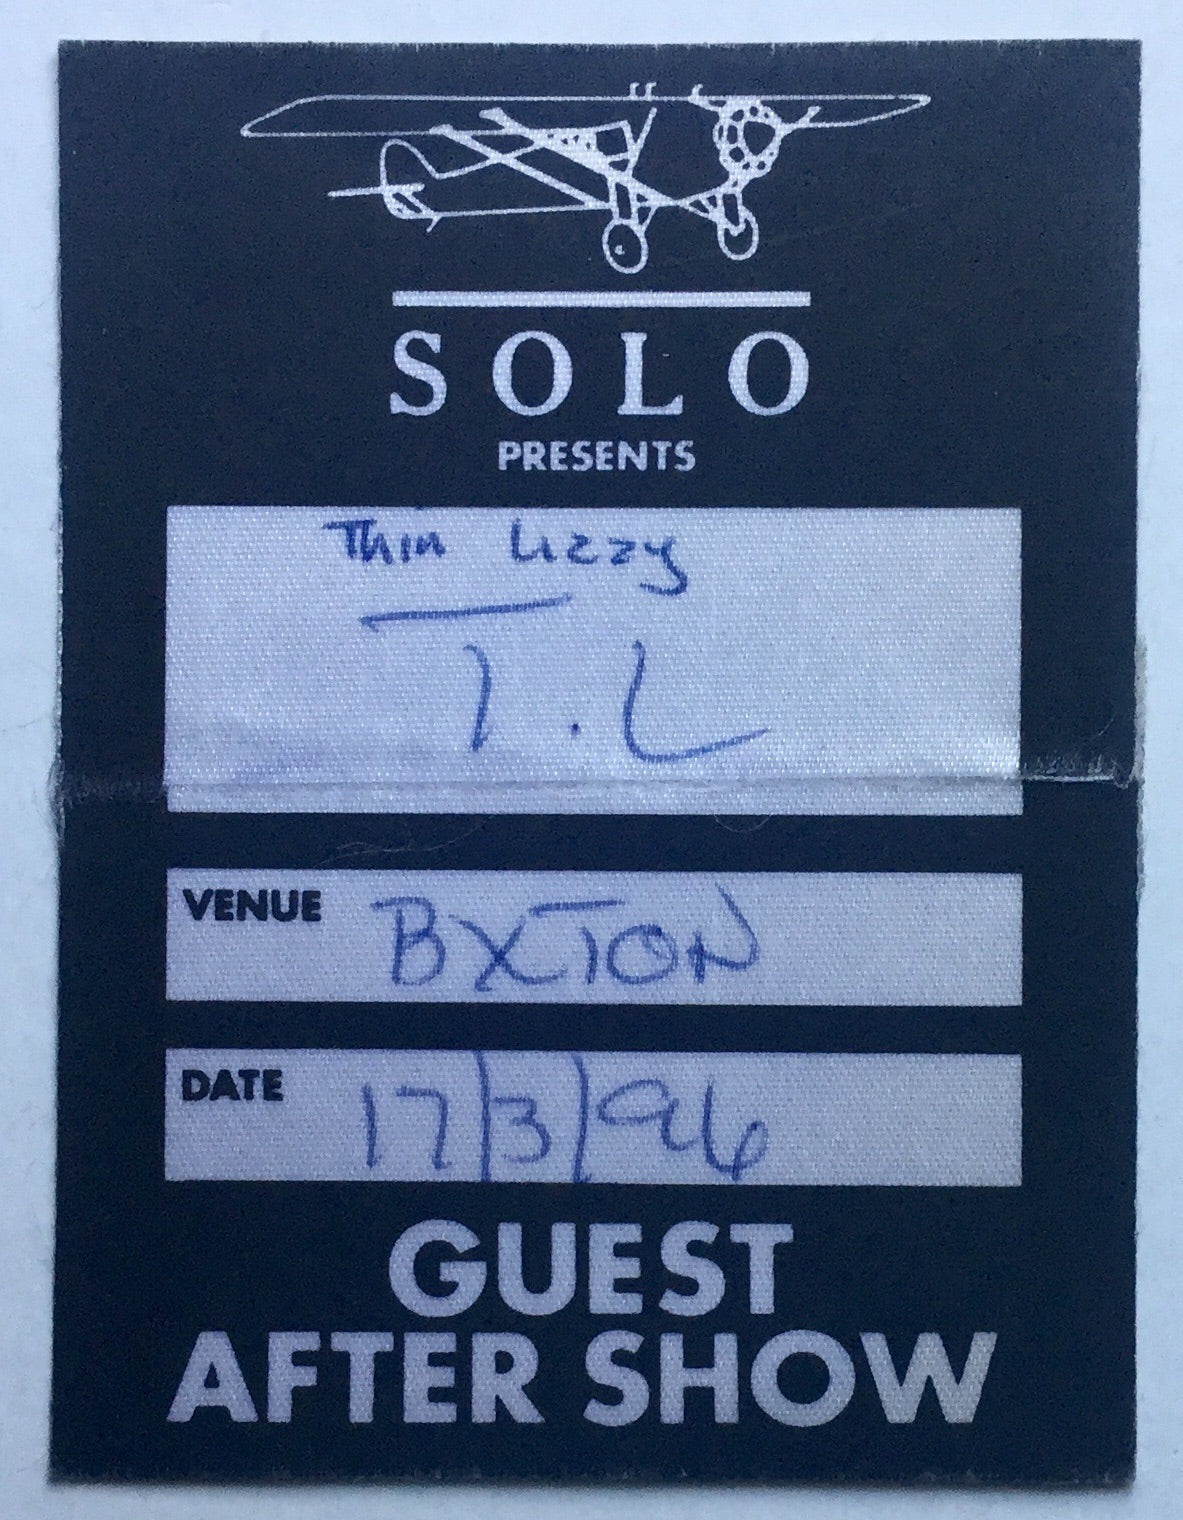 SOLO
PRESENTS
Thin Lizzy
T.L
VENUE BXTON
DATE 17/3/96
GUEST
AFTER SHOW